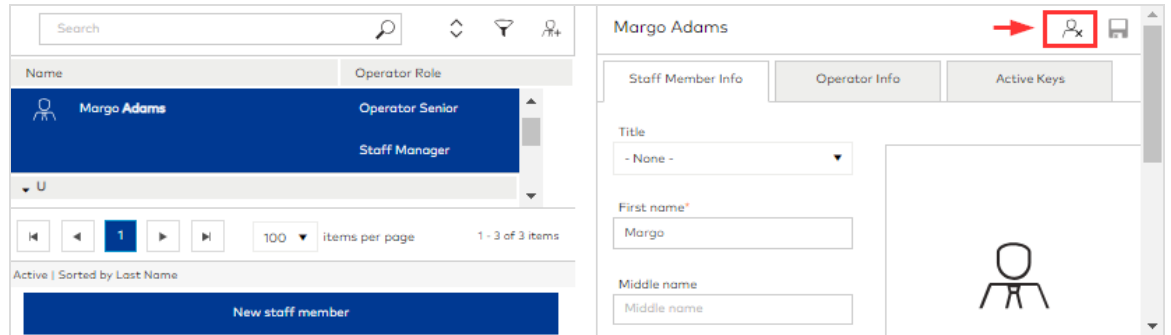 Search
Name Operator Role
Margo Adams Operator Senior
Staff Manager
U
1 100 items per page 1 - 3 of 3 items
Active | Sorted by Last Name
New staff member
Margo Adams
Staff Member Info Operator Info Active Keys
Title
- None -
First name*
Margo
Middle name
Middle name